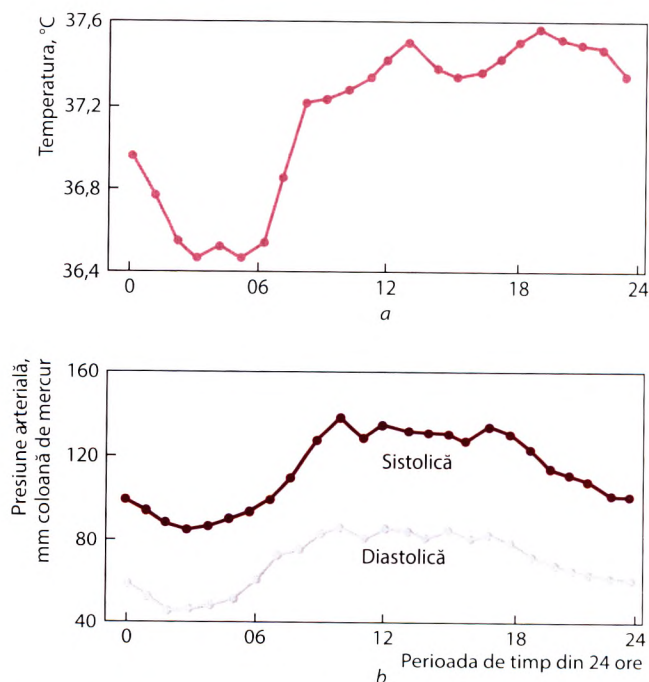 Temperatura, °C
37,6
37,2
36,8
36,4
0 06 12 18 24
a
Presiune arterială,
mm coloană de mercur
160
120
80
40
Sistolică
Diastolică
0 06 12 18 24
Perioada de timp din 24 ore
b